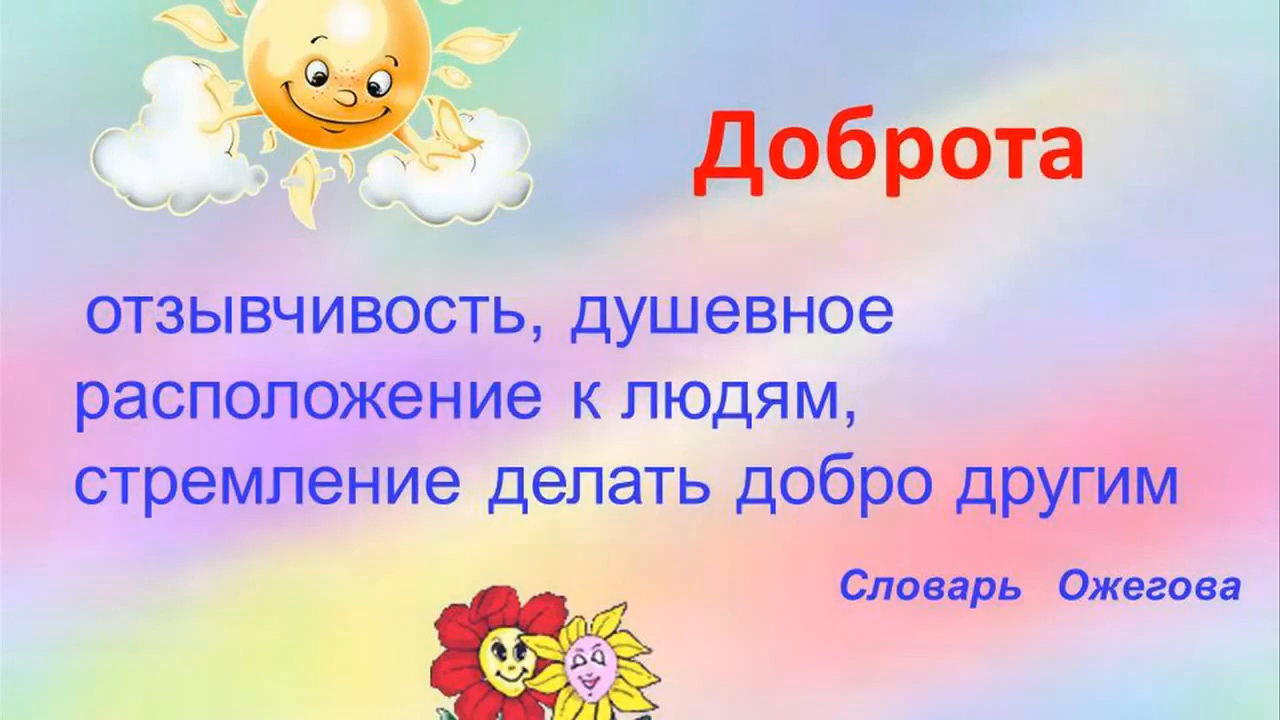 Доброта
отзывчивость, душевное
расположение к людям,
стремление делать добро другим
Словарь Ожегова